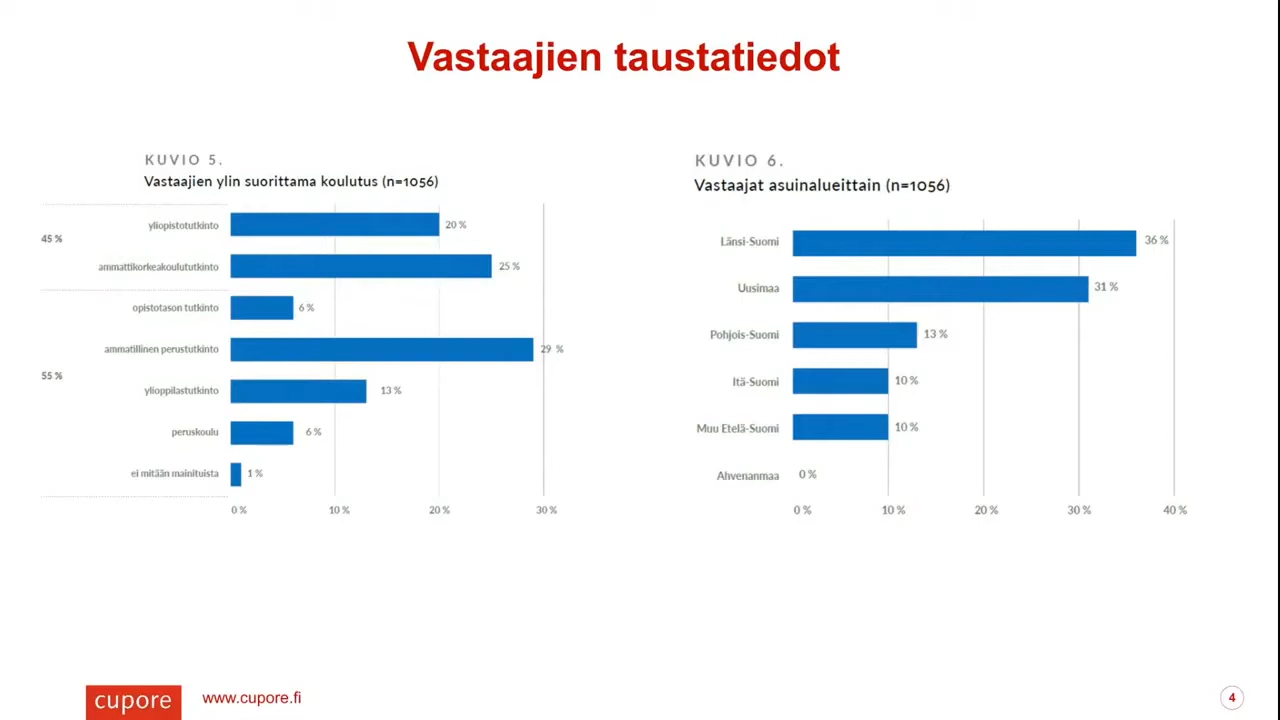 Vastaajien taustatiedot
KUVIO 5.
Vastaajien ylin suorittama koulutus (n=1056)
45 %
yliopistotutkinto 20 %
ammattikorkeakoulututkinto 25 %
opistotason tutkinto 6 %
ammatillinen perustutkinto 29 %
55 %
ylioppilastutkinto 13 %
peruskoulu 6 %
ei mitään mainituista 1 %
0 % 10 % 20 % 30 %
KUVIO 6.
Vastaajat asuinalueittain (n=1056)
Länsi-Suomi 36 %
Uusimaa 31 %
Pohjois-Suomi 13 %
Itä-Suomi 10 %
Muu Etelä-Suomi 10 %
Ahvenanmaa 0 %
0 % 10 % 20 % 30 % 40 %
cupore www.cupore.fi
4